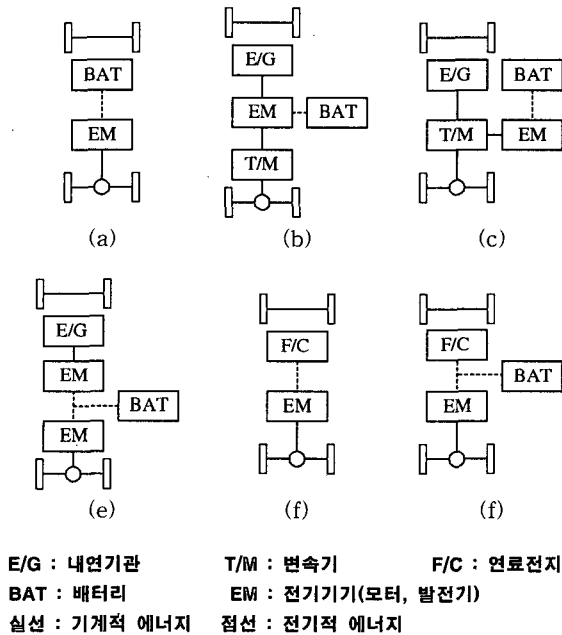 BAT
EM
(a)
E/G
EM
BAT
T/M
(b)
E/G
BAT
T/M
EM
(c)
E/G
EM
BAT
EM
(e)
F/C
EM
(f)
F/C
BAT
EM
(f)
E/G : 내연기관 T/M : 변속기 F/C : 연료전지
BAT : 배터리 EM : 전기기기(모터, 발전기)
실선 : 기계적 에너지 점선 : 전기적 에너지